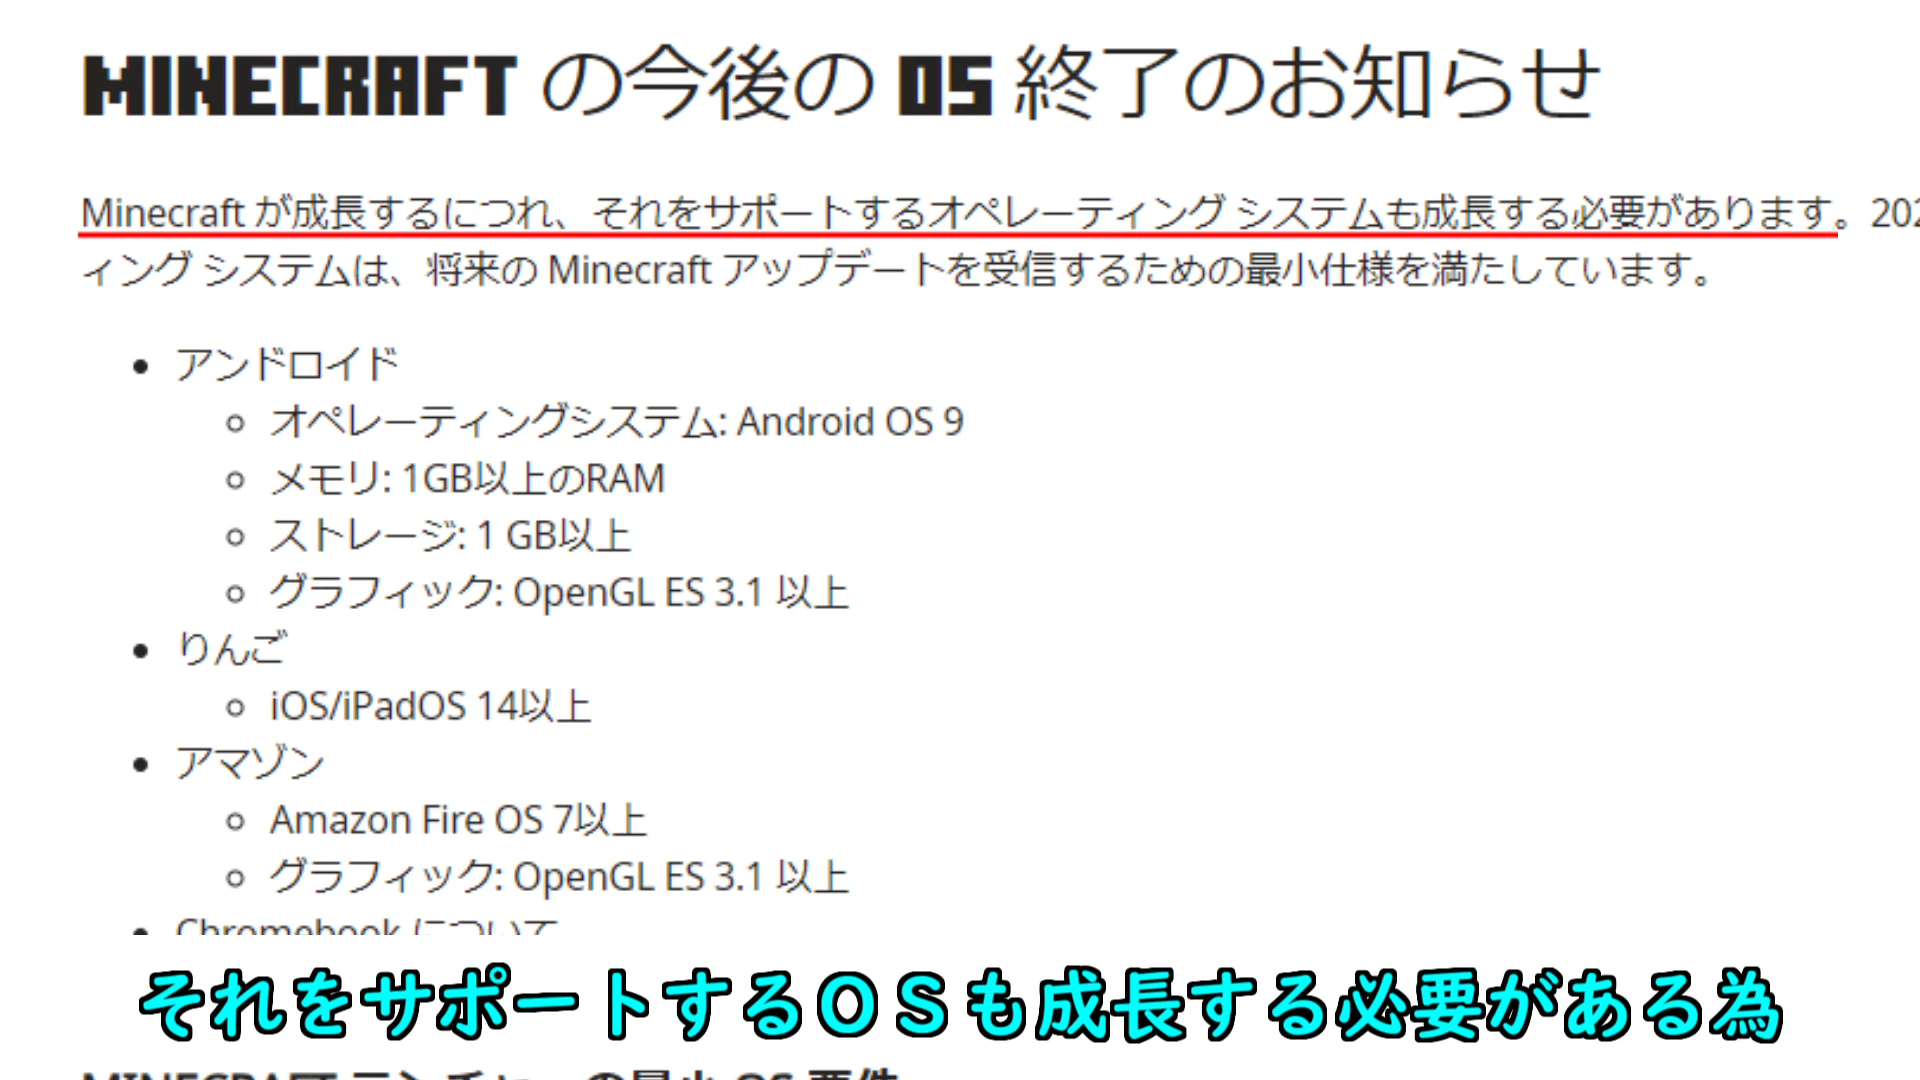 MINECRAFT の今後の OS 終了のお知らせ
Minecraft が成長するにつれ、それをサポートするオペレーティング システムも成長する必要があります。202
ィング システムは、将来の Minecraft アップデートを受信するための最小仕様を満たしています。
アンドロイド
オペレーティングシステム: Android OS 9
メモリ: 1GB以上のRAM
ストレージ: 1 GB以上
グラフィック: OpenGL ES 3.1 以上
りんご
iOS/iPadOS 14以上
アマゾン
Amazon Fire OS 7以上
グラフィック: OpenGL ES 3.1 以上
Chromebook について
それをサポートするＯＳも成長する必要がある為